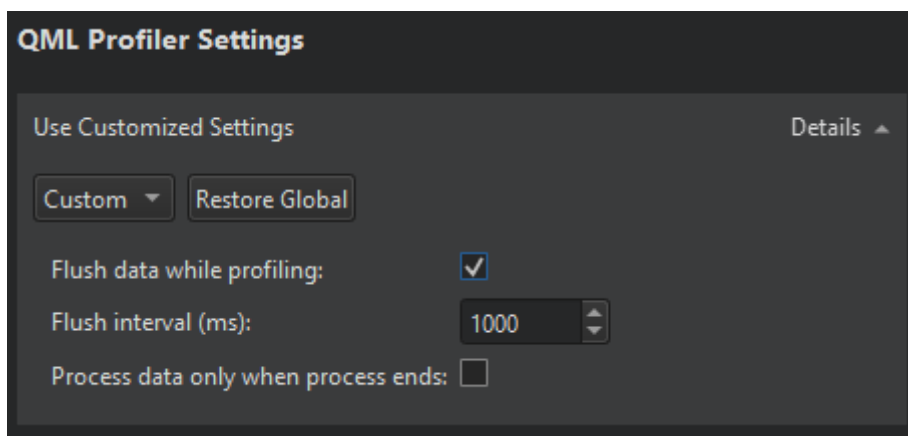 QML Profiler Settings
Use Customized Settings Details
Custom Restore Global
Flush data while profiling:
Flush interval (ms): 1000
Process data only when process ends: